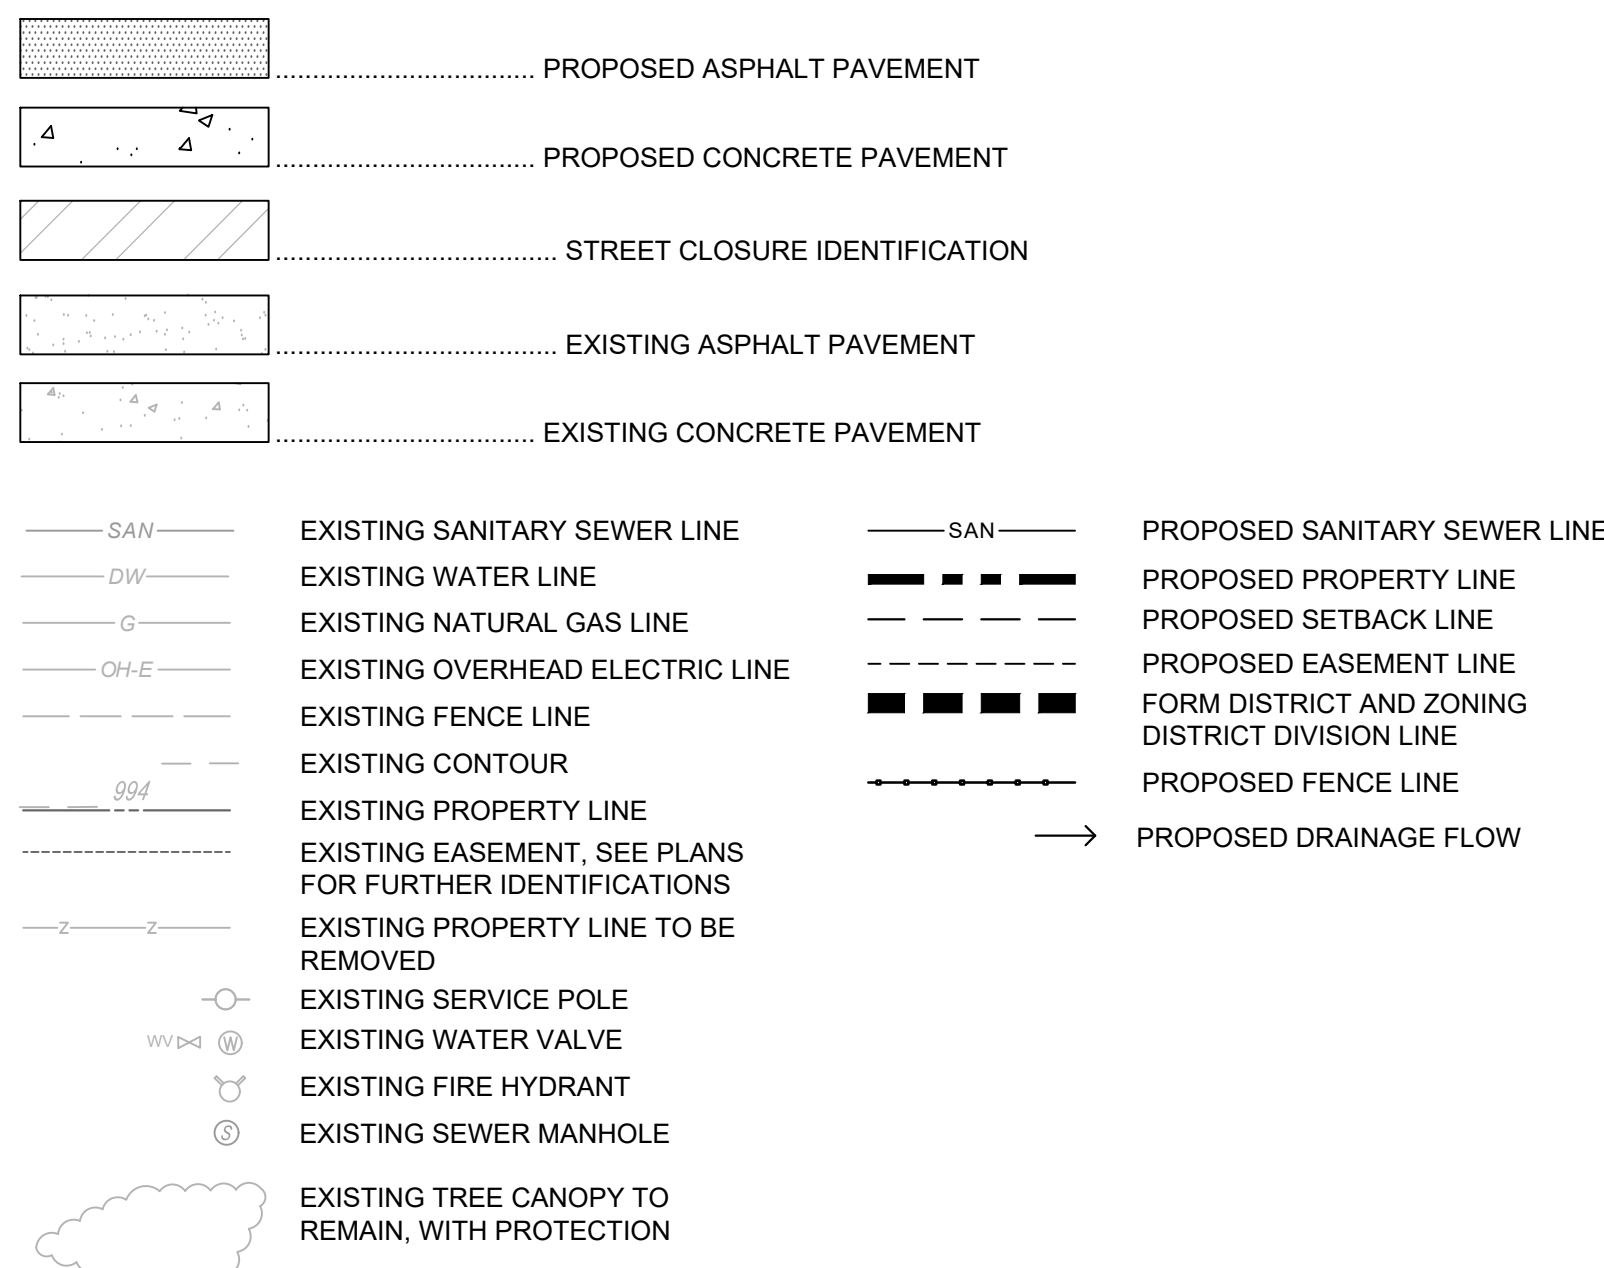 .................................. PROPOSED ASPHALT PAVEMENT
.................................. PROPOSED CONCRETE PAVEMENT
..................................... STREET CLOSURE IDENTIFICATION
..................................... EXISTING ASPHALT PAVEMENT
.................................. EXISTING CONCRETE PAVEMENT
SAN EXISTING SANITARY SEWER LINE
DW EXISTING WATER LINE
G EXISTING NATURAL GAS LINE
OH-E EXISTING OVERHEAD ELECTRIC LINE
EXISTING FENCE LINE
EXISTING CONTOUR
994
EXISTING PROPERTY LINE
EXISTING EASEMENT, SEE PLANS
FOR FURTHER IDENTIFICATIONS
Z Z EXISTING PROPERTY LINE TO BE
REMOVED
EXISTING SERVICE POLE
WV W EXISTING WATER VALVE
EXISTING FIRE HYDRANT
S EXISTING SEWER MANHOLE
EXISTING TREE CANOPY TO
REMAIN, WITH PROTECTION
SAN PROPOSED SANITARY SEWER LINE
PROPOSED PROPERTY LINE
PROPOSED SETBACK LINE
PROPOSED EASEMENT LINE
FORM DISTRICT AND ZONING
DISTRICT DIVISION LINE
PROPOSED FENCE LINE
PROPOSED DRAINAGE FLOW